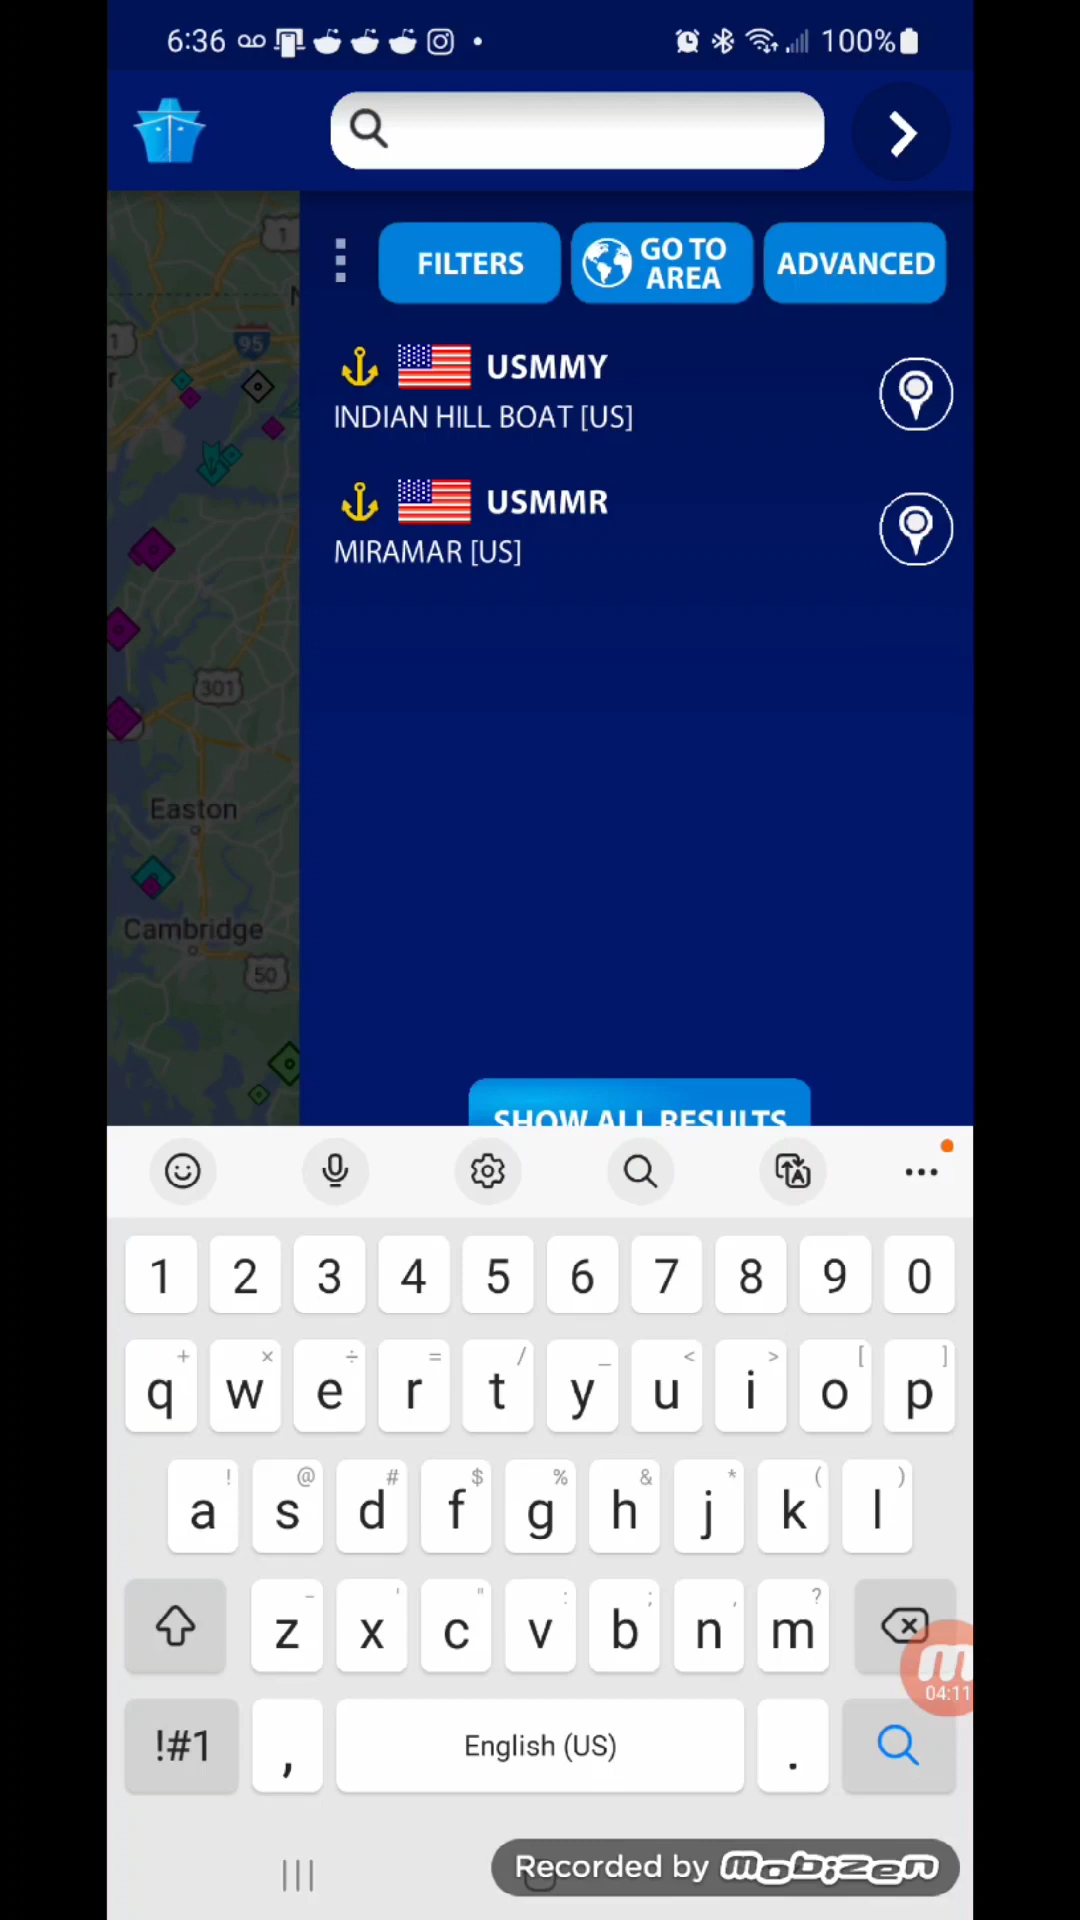 6:36
100%
FILTERS
GO TO
AREA
ADVANCED
USMMY
INDIAN HILL BOAT [US]
USMMR
MIRAMAR [US]
1
95
1
301
Easton
Cambridge
50
SHOW ALL RESULTS
1 2 3 4 5 6 7 8 9 0
+ × ÷ = / _ < > [ ]
q w e r t y u i o p
! @ # $ % & * ( )
a s d f g h j k l
- ' " : ; , ?
z x c v b n m
04:11
!#1 , English (US) .
Recorded by mobizen